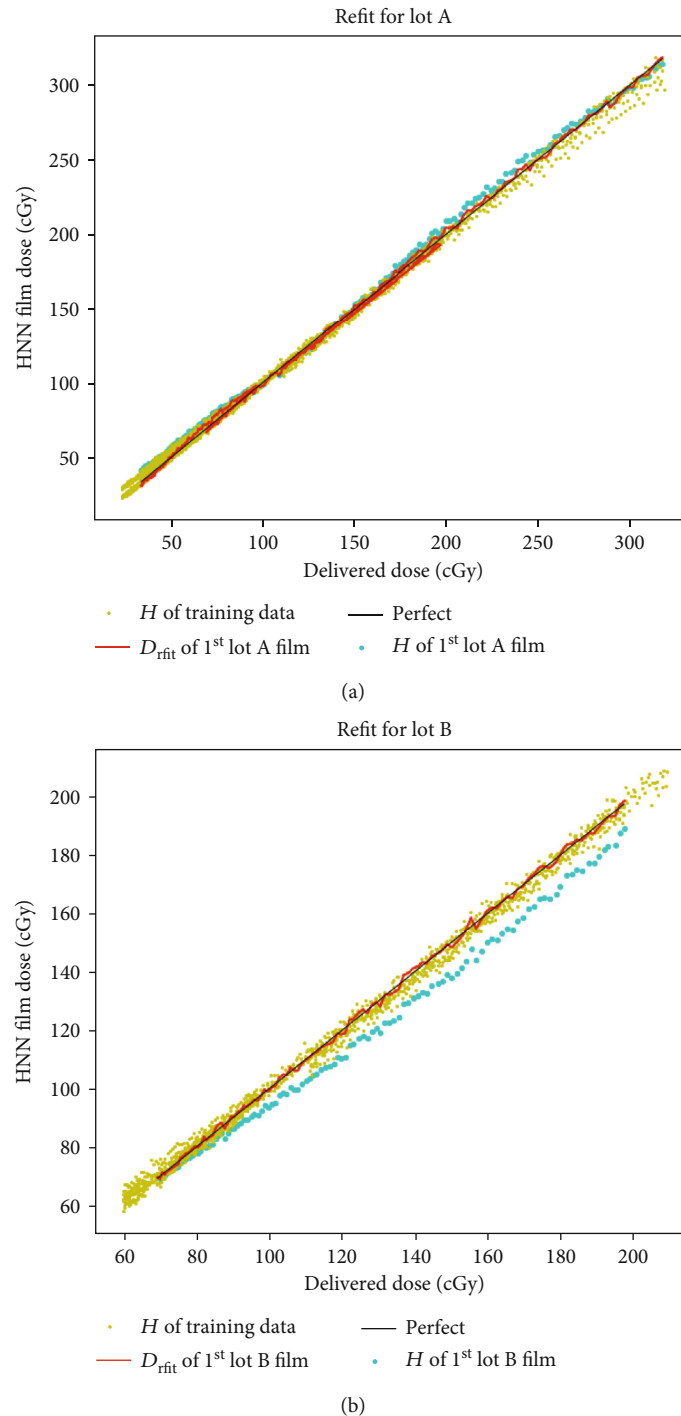 Refit for lot A
300
250
200
150
100
50
HNN film dose (cGy)
50 100 150 200 250 300
Delivered dose (cGy)
H of training data Perfect
Drfit of 1st lot A film H of 1st lot A film
(a)
Refit for lot B
200
180
160
140
120
100
80
60
HNN film dose (cGy)
60 80 100 120 140 160 180 200
Delivered dose (cGy)
H of training data Perfect
Drfit of 1st lot B film H of 1st lot B film
(b)